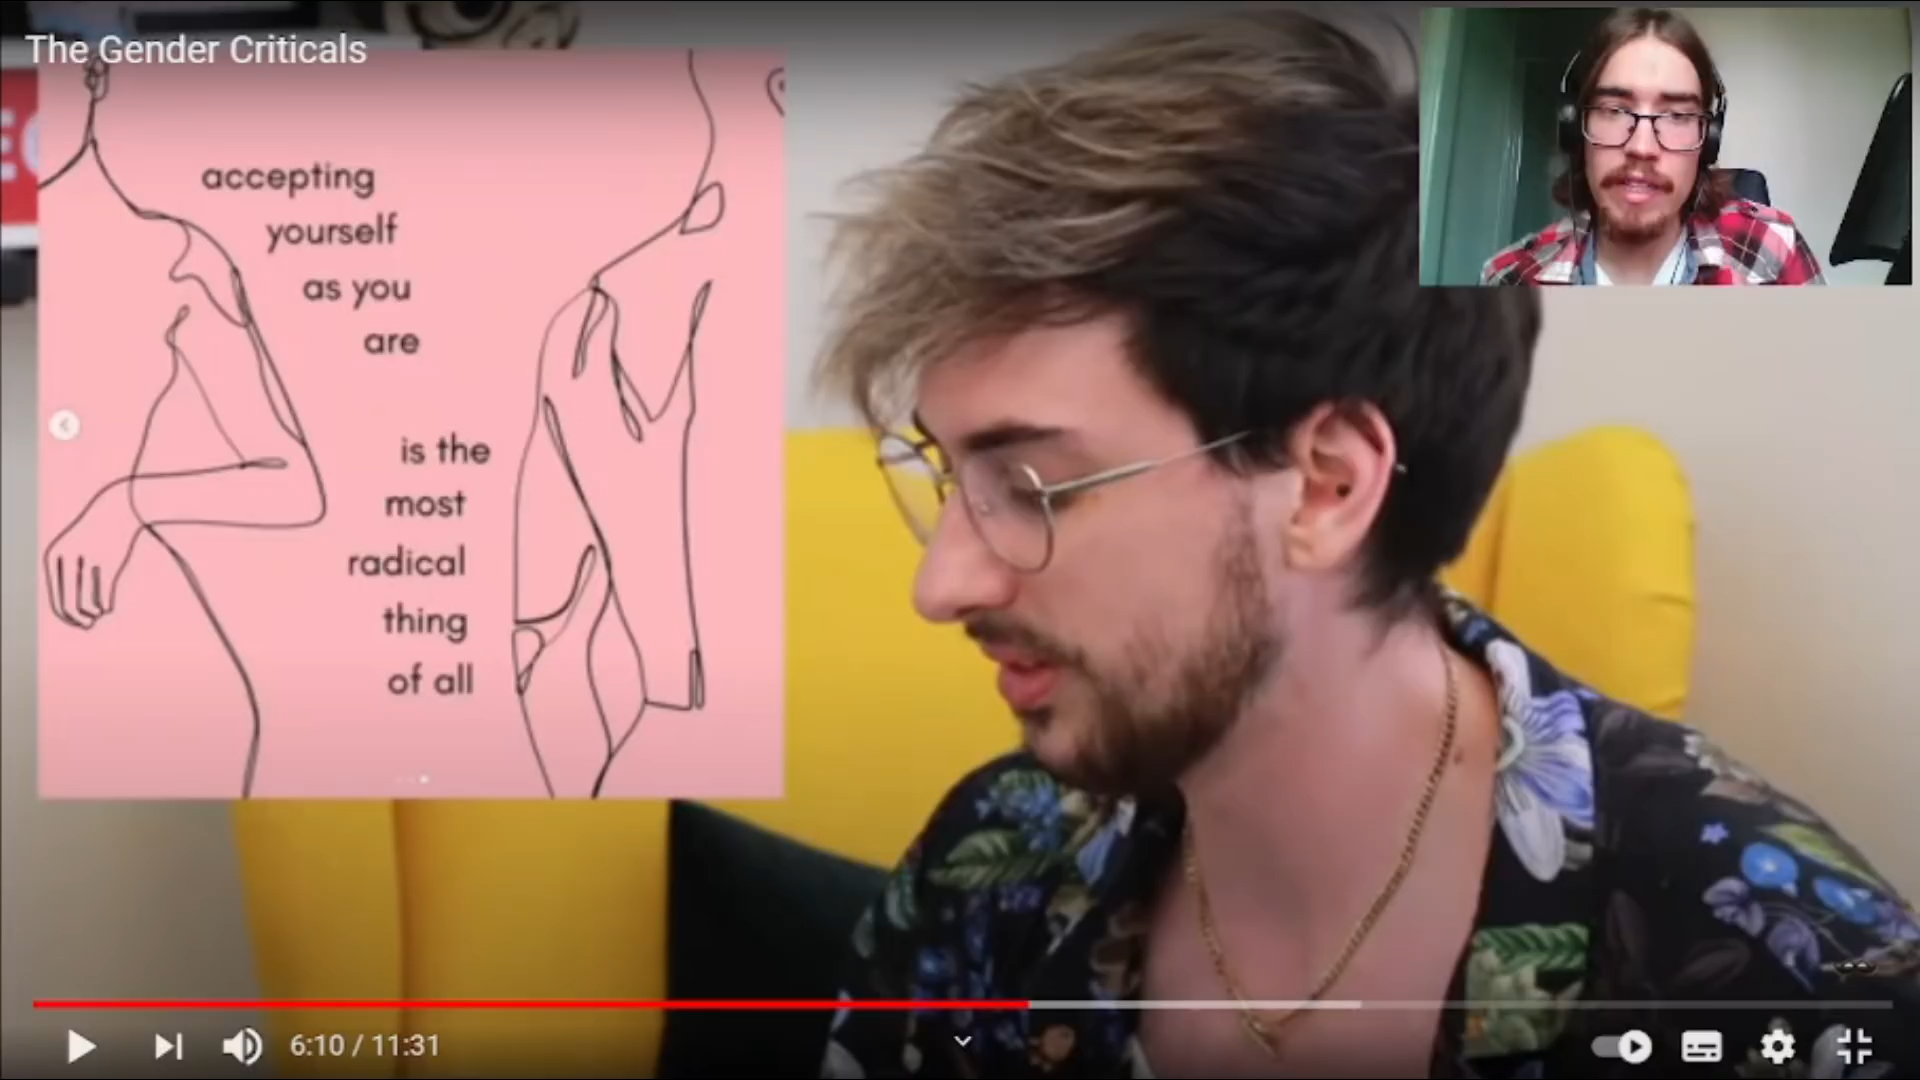 The Gender Criticals
accepting
yourself
as you
are
is the
most
radical
thing
of all
6:10 / 11:31